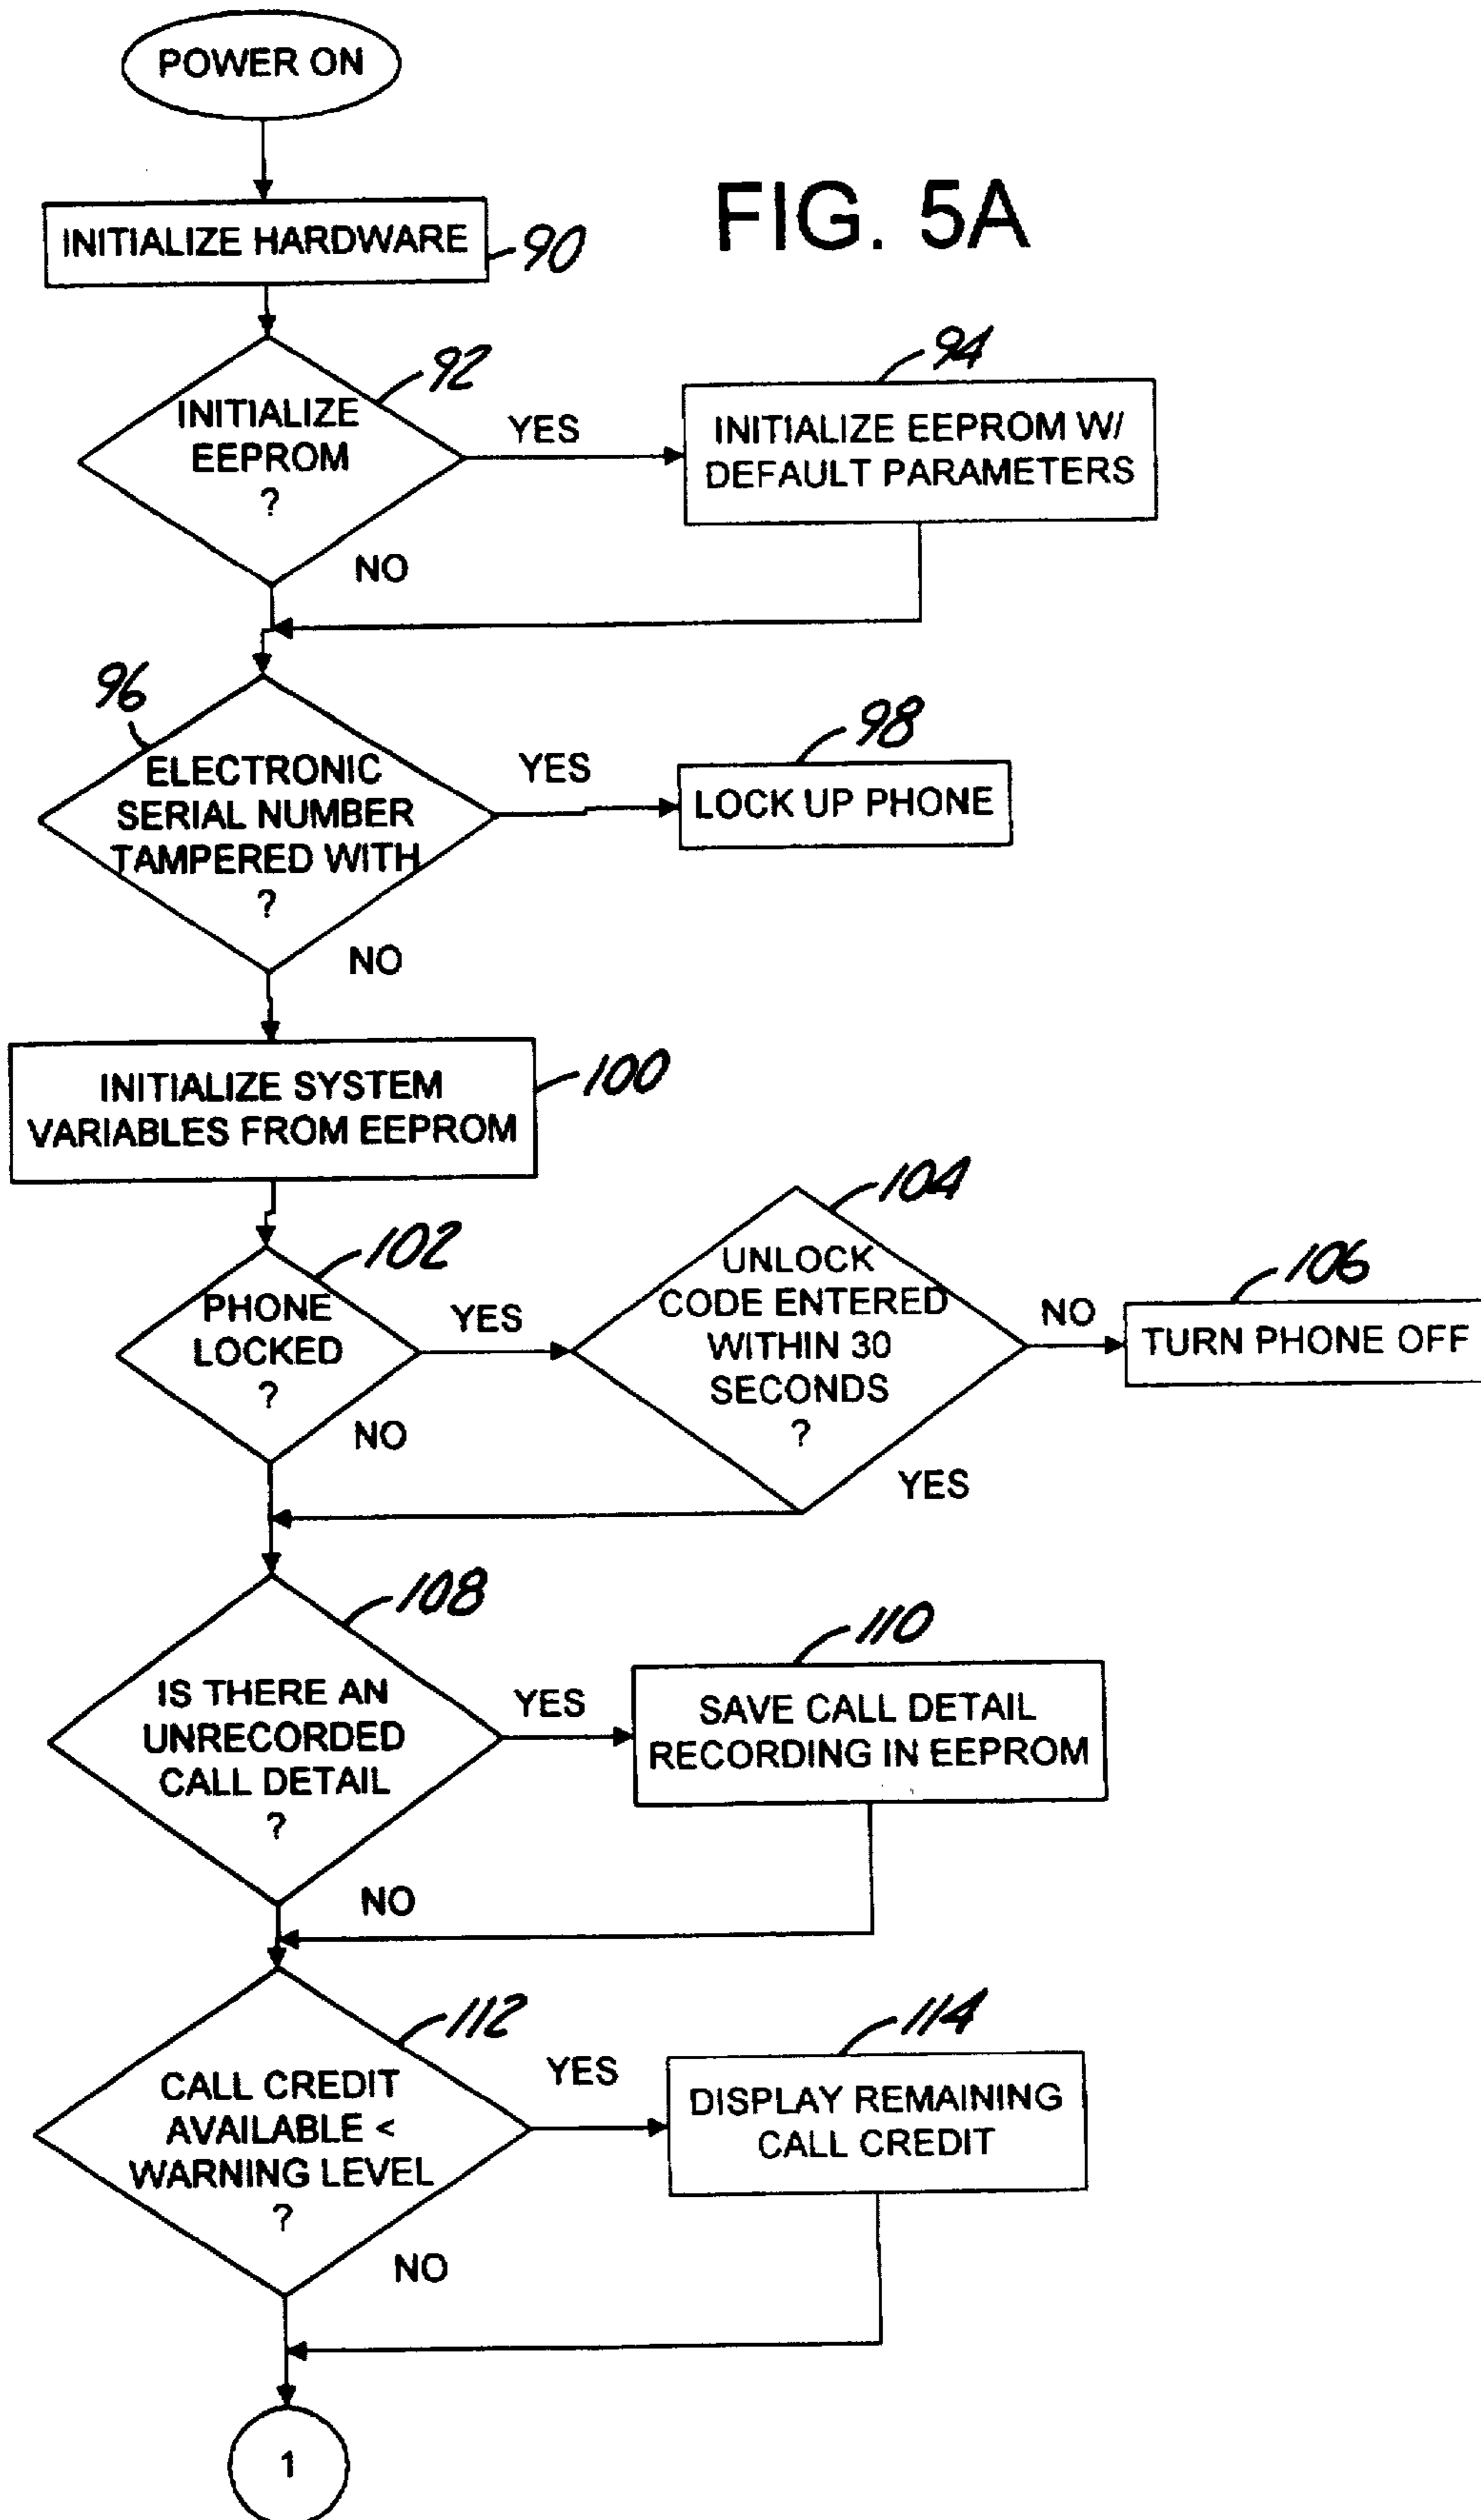 POWER ON
FIG. 5A
INITIALIZE HARDWARE
90
92
INITIALIZE
EEPROM
?
YES
94
INITIALIZE EEPROM W/
DEFAULT PARAMETERS
NO
96
ELECTRONIC
SERIAL NUMBER
TAMPERED WITH
?
YES
98
LOCK UP PHONE
NO
INITIALIZE SYSTEM
VARIABLES FROM EEPROM
100
102
PHONE
LOCKED
?
YES
104
UNLOCK
CODE ENTERED
WITHIN 30
SECONDS
?
NO
106
TURN PHONE OFF
NO
YES
108
IS THERE AN
UNRECORDED
CALL DETAIL
?
YES
110
SAVE CALL DETAIL
RECORDING IN EEPROM
NO
112
CALL CREDIT
AVAILABLE <
WARNING LEVEL
?
YES
114
DISPLAY REMAINING
CALL CREDIT
NO
1